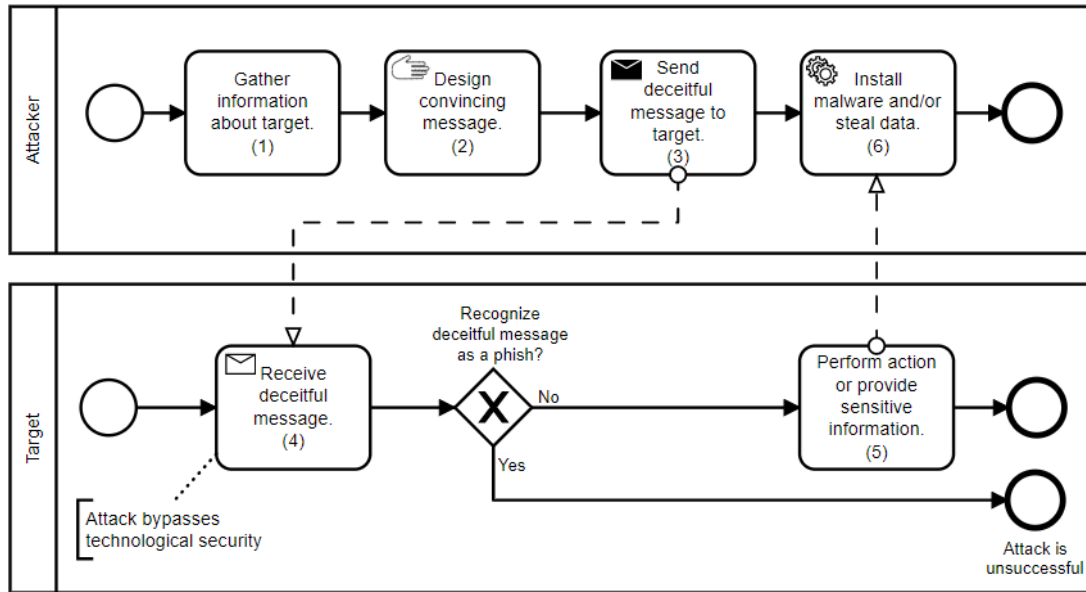 Attacker
Gather
information
about target.
(1)
Design
convincing
message.
(2)
Send
deceitful
message to
target.
(3)
Install
malware and/or
steal data.
(6)
Target
Receive
deceitful
message.
(4)
Attack bypasses
technological security
Recognize
deceitful message
as a phish?
No
Yes
Perform action
or provide
sensitive
information.
(5)
Attack is
unsuccessful